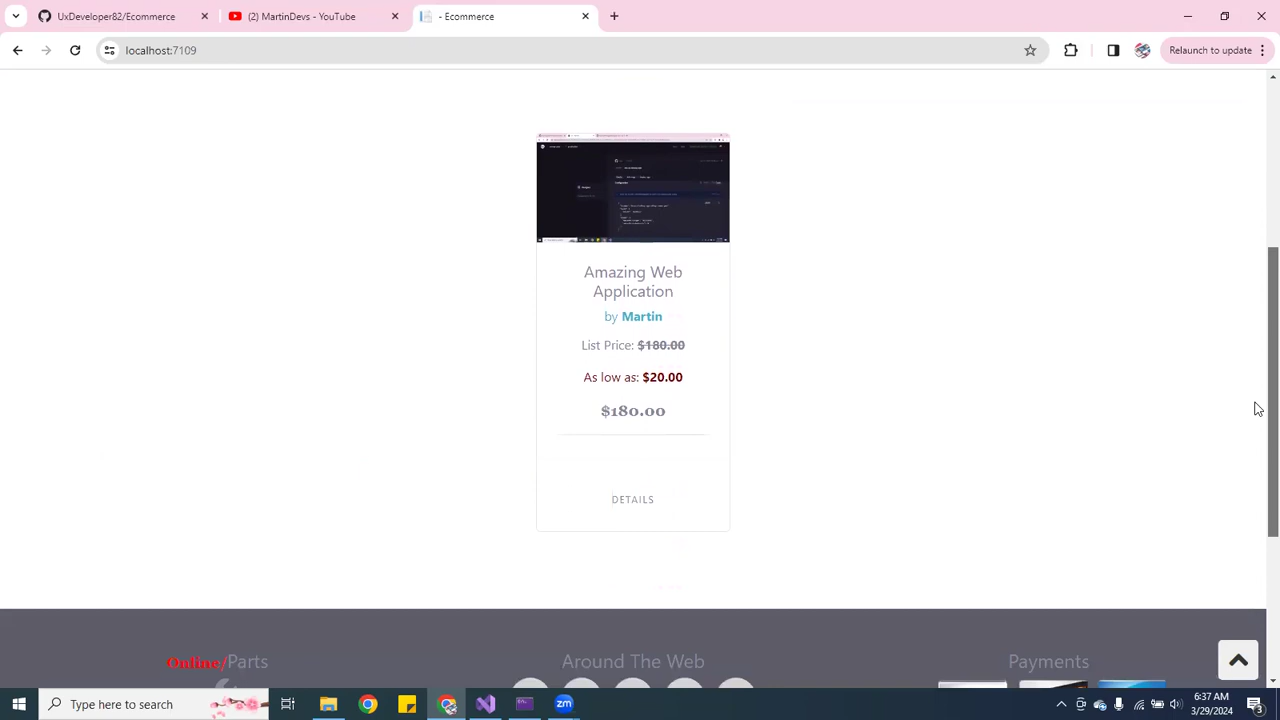 UxDeveloper82/Ecommerce
(2) MartinDevs - YouTube
- Ecommerce
localhost:7109
Relaunch to update
Amazing Web
Application
by Martin
List Price: $180.00
As low as: $20.00
$180.00
DETAILS
Online/Parts
Around The Web
Payments
Type here to search
6:37 AM
3/29/2024